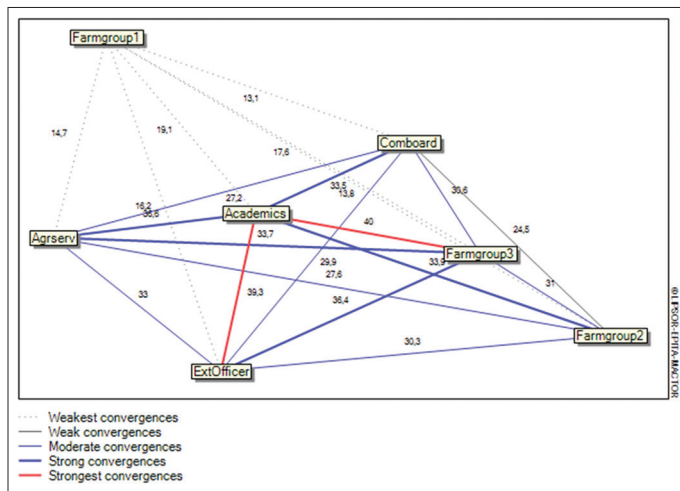 Farmgroup1
13,1
14,7
19,1
17,6
Comboard
33,5
13,8
30,6
27,2
16,2
36,6
Academics
40
24,5
Agrserv
33,7
Farmgroup3
33,9
29,9
27,6
31
33
39,3
36,4
Farmgroup2
30,3
ExtOfficer
©LIPSOR-EPITA-MACTOR
Weakest convergences
Weak convergences
Moderate convergences
Strong convergences
Strongest convergences